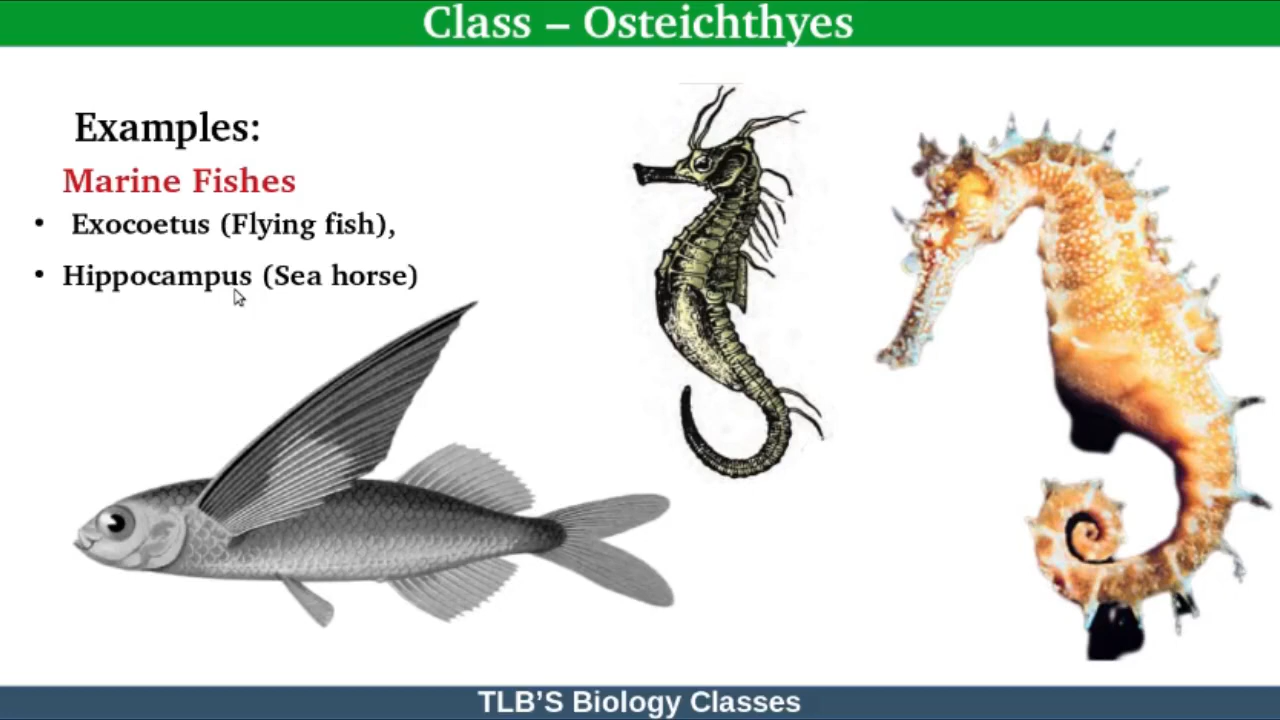 Class – Osteichthyes
Examples:
Marine Fishes
• Exocoetus (Flying fish),
• Hippocampus (Sea horse)
TLB'S Biology Classes